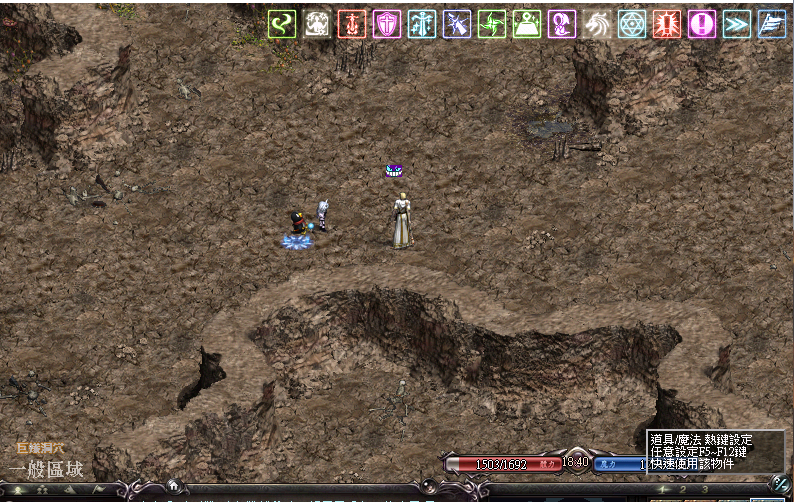 巨蟻洞穴
一般區域
1503/1692 體力
18:40
魔力 1
道具/魔法 熱鍵設定
任意設定F5~F12鍵
快速使用該物件
3